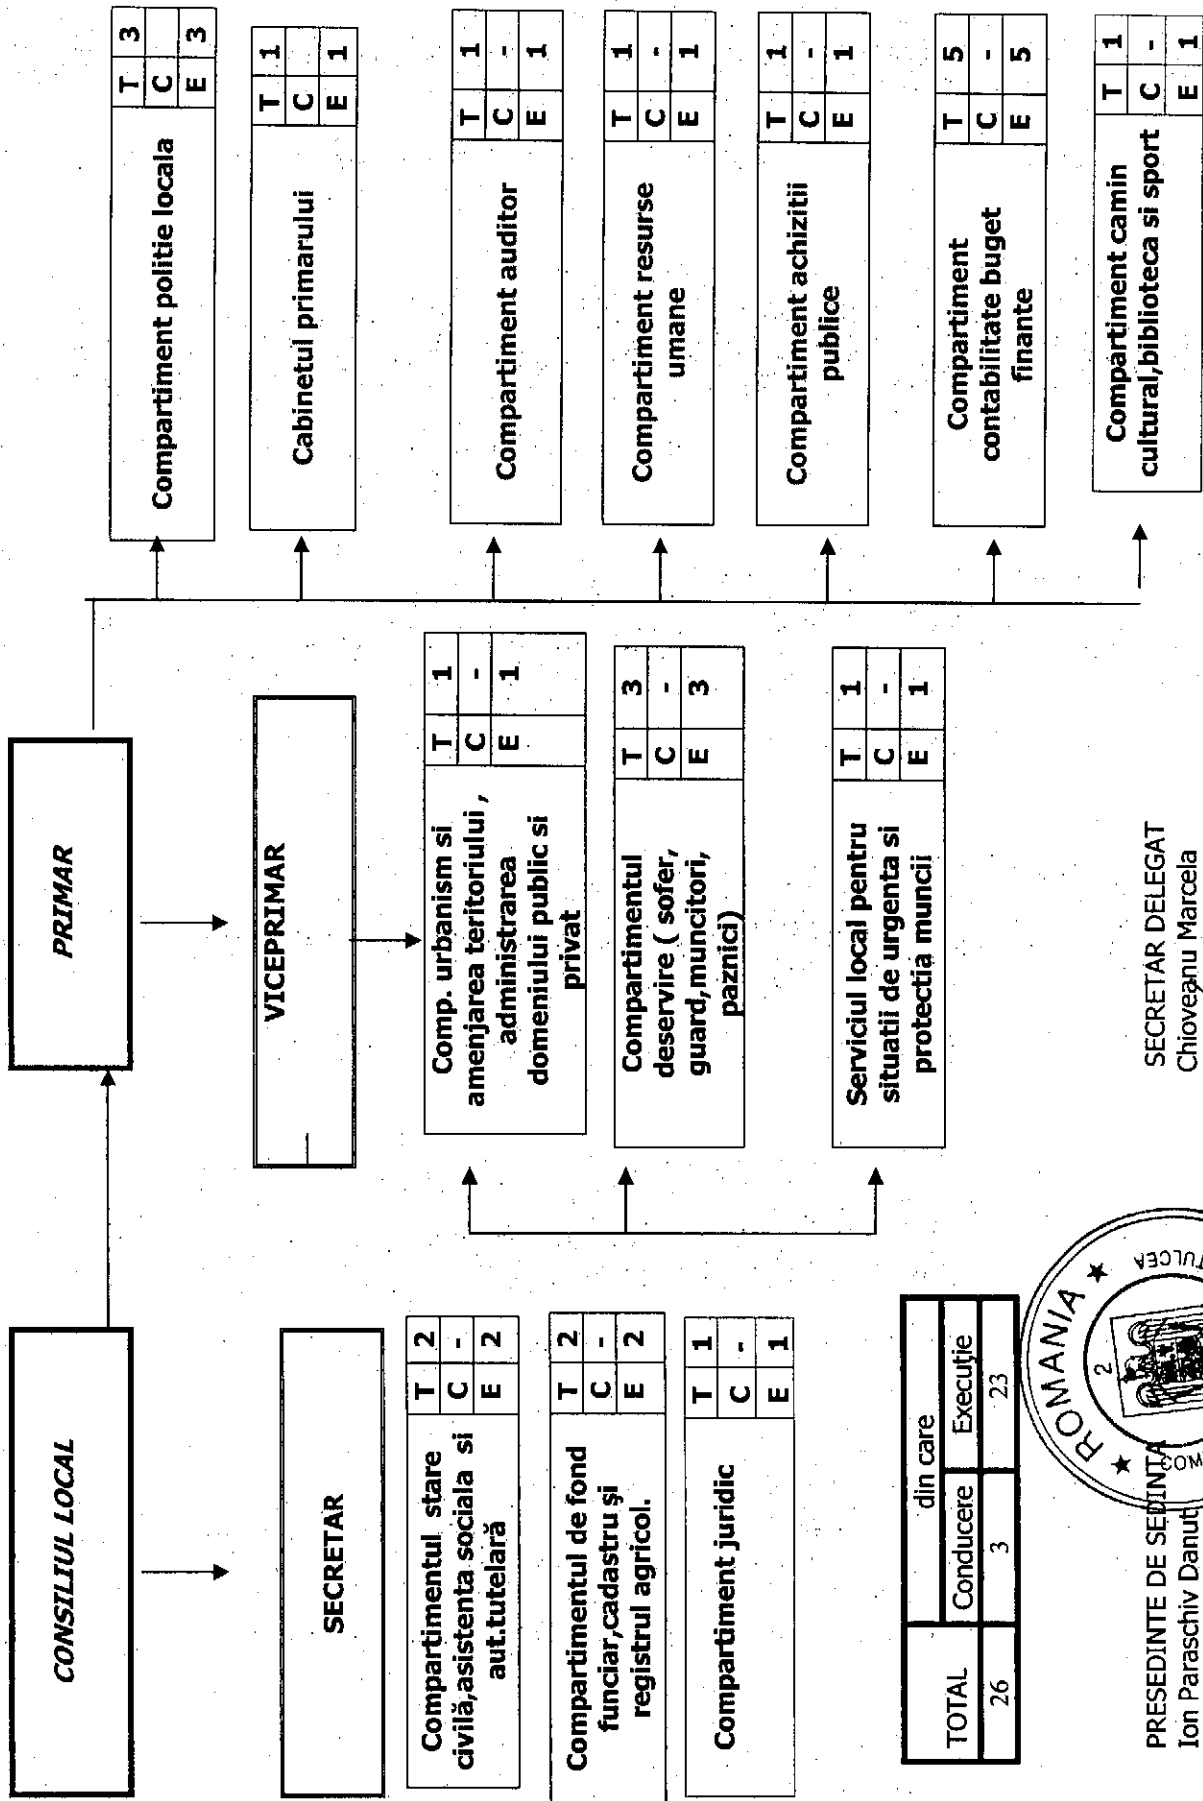 CONSILIUL LOCAL
PRIMAR
SECRETAR
VICEPRIMAR
Compartimentul stare
civilă,asistenta sociala si
aut.tutelară
T 2
C -
E 2
Compartimentul de fond
funciar,cadastru şi
registrul agricol.
T 2
C -
E 2
Compartiment juridic
T 1
C -
E 1
Comp. urbanism si
amenjarea teritoriului ,
administrarea
domeniului public si
privat
T 1
C -
E 1
Compartimentul
deservire ( sofer,
guard,muncitori,
paznici)
T 3
C -
E 3
Serviciul local pentru
situatii de urgenta si
protectia muncii
T 1
C -
E 1
Compartiment politie locala
T 3
C
E 3
Cabinetul primarului
T 1
C
E 1
Compartiment auditor
T 1
C -
E 1
Compartiment resurse
umane
T 1
C -
E 1
Compartiment achizitii
publice
T 1
C -
E 1
Compartiment
contabilitate buget
finante
T 5
C -
E 5
Compartiment camin
cultural,biblioteca si sport
T 1
C -
E 1
TOTAL din care
Conducere Execuţie
26 3 23
PRESEDINTE DE SEDINTA
Ion Paraschiv Danut
SECRETAR DELEGAT
Chioveanu Marcela
★ ROMANIA ★
TULCEA
2